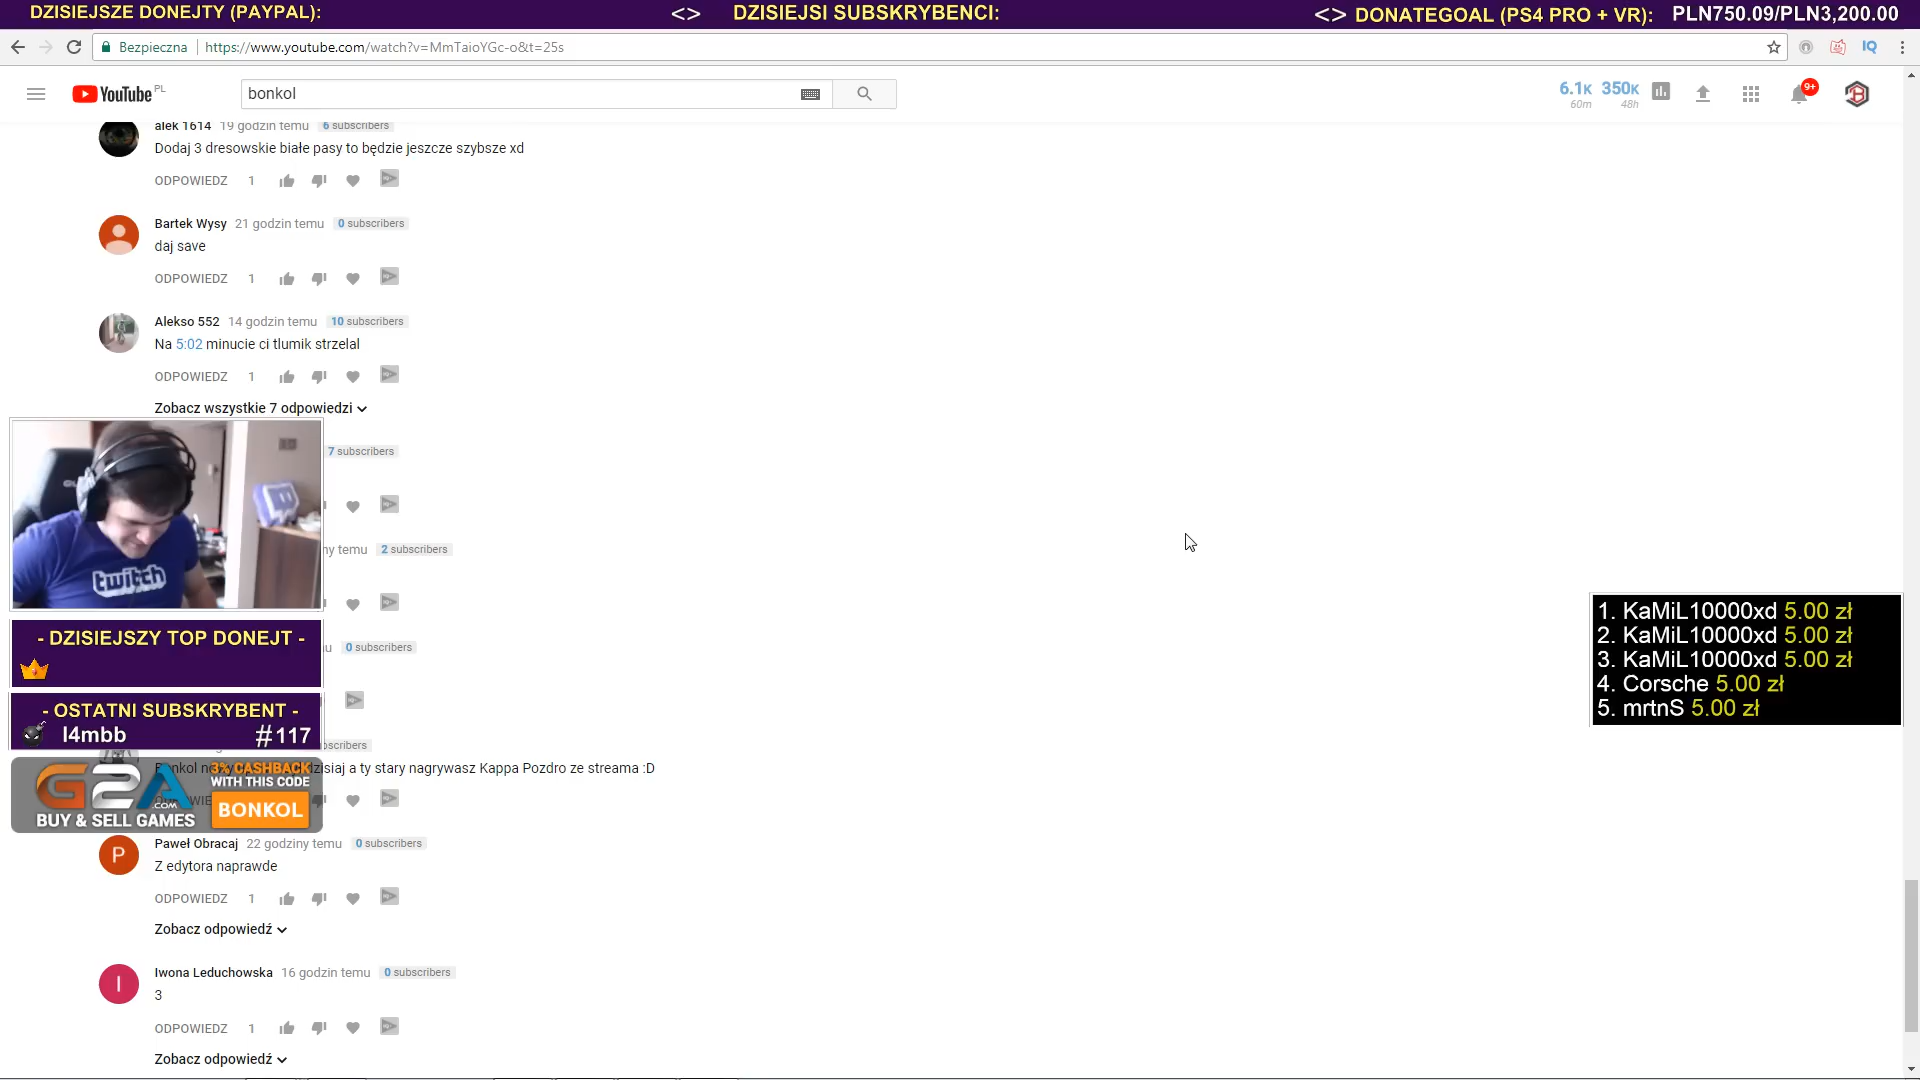 DZISIEJSZE DONEJTY (PAYPAL):
<> DZISIEJSI SUBSKRYBENCI:
<> DONATEGOAL (PS4 PRO + VR): PLN750.09/PLN3,200.00
Bezpieczna https://www.youtube.com/watch?v=MmTaioYGc-o&t=25s
IQ
YouTube PL
bonkol
6.1K 350K
60m 48h
9+
alek 1614 19 godzin temu 6 subscribers
Dodaj 3 dresowskie białe pasy to będzie jeszcze szybsze xd
ODPOWIEDZ 1
Bartek Wysy 21 godzin temu 0 subscribers
daj save
ODPOWIEDZ 1
Alekso 552 14 godzin temu 10 subscribers
Na 5:02 minucie ci tlumik strzelal
ODPOWIEDZ 1
Zobacz wszystkie 7 odpowiedzi
7 subscribers
temu 2 subscribers
0 subscribers
twitch
- DZISIEJSZY TOP DONEJT -
- OSTATNI SUBSKRYBENT -
l4mbb #117
dzisiaj a ty stary nagrywasz Kappa Pozdro ze streama :D
G2A.COM
BUY & SELL GAMES
3% CASHBACK
WITH THIS CODE
BONKOL
Paweł Obracaj 22 godziny temu 0 subscribers
Z edytora naprawde
ODPOWIEDZ 1
Zobacz odpowiedź
Iwona Leduchowska 16 godzin temu 0 subscribers
3
ODPOWIEDZ 1
Zobacz odpowiedź
1. KaMiL10000xd 5.00 zł
2. KaMiL10000xd 5.00 zł
3. KaMiL10000xd 5.00 zł
4. Corsche 5.00 zł
5. mrtnS 5.00 zł